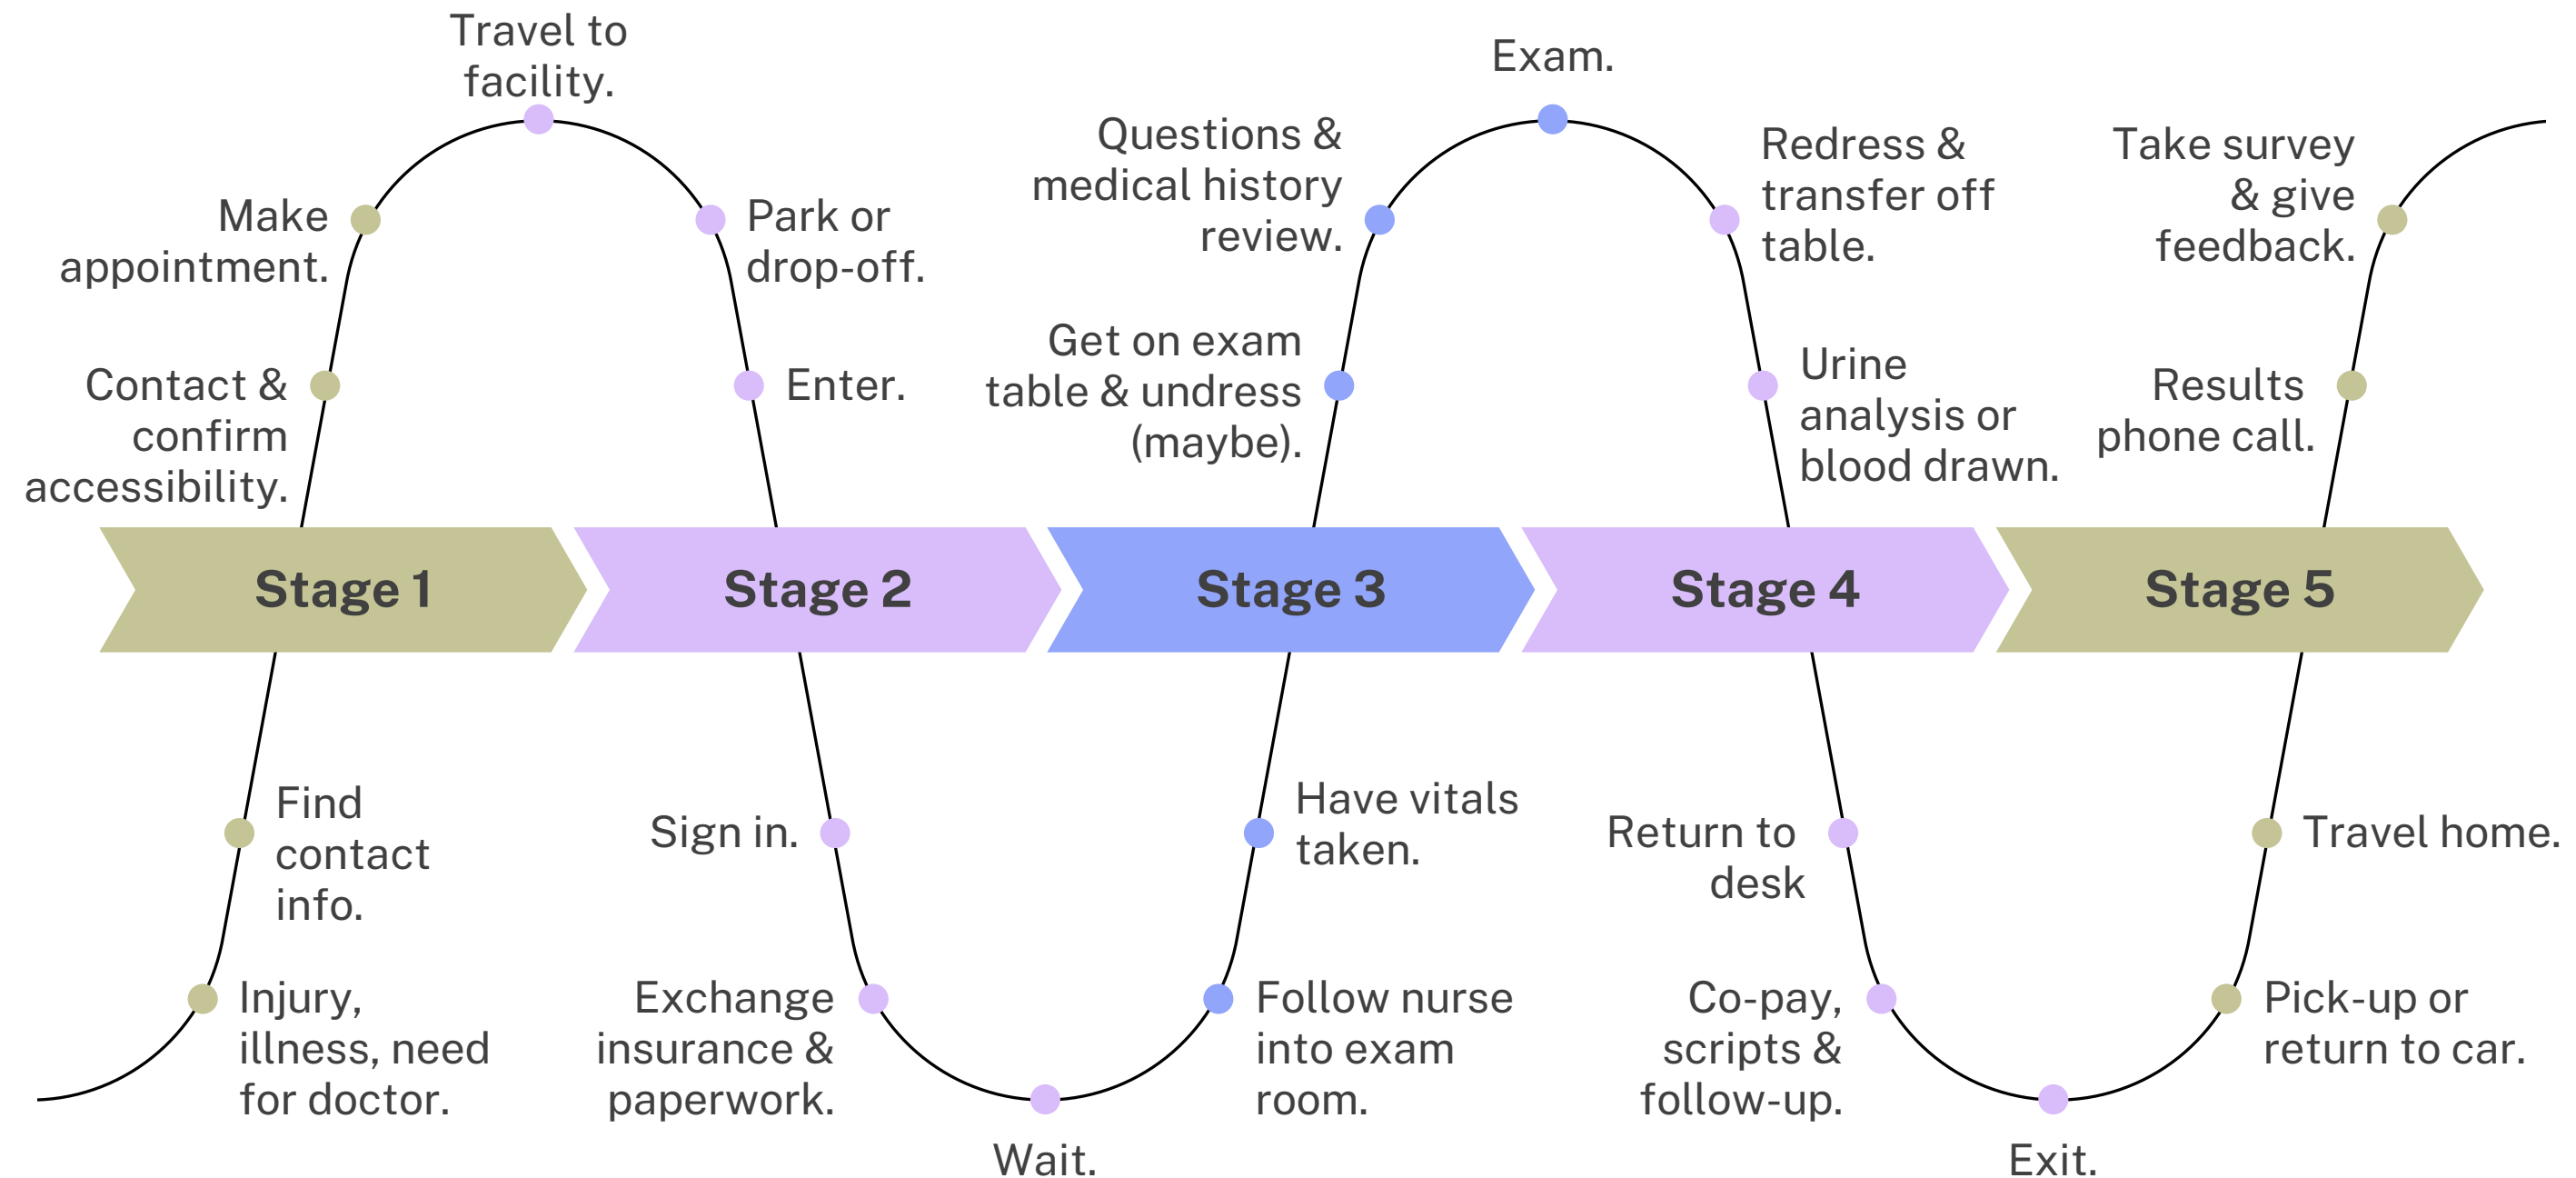 Travel to
facility.
Make
appointment.
Contact &
confirm
accessibility.
Park or
drop-off.
Enter.
Exam.
Questions &
medical history
review.
Get on exam
table & undress
(maybe).
Redress &
transfer off
table.
Urine
analysis or
blood drawn.
Take survey
& give
feedback.
Results
phone call.
Stage 1
Stage 2
Stage 3
Stage 4
Stage 5
Find
contact
info.
Injury,
illness, need
for doctor.
Sign in.
Exchange
insurance &
paperwork.
Wait.
Have vitals
taken.
Follow nurse
into exam
room.
Return to
desk
Co-pay,
scripts &
follow-up.
Exit.
Travel home.
Pick-up or
return to car.